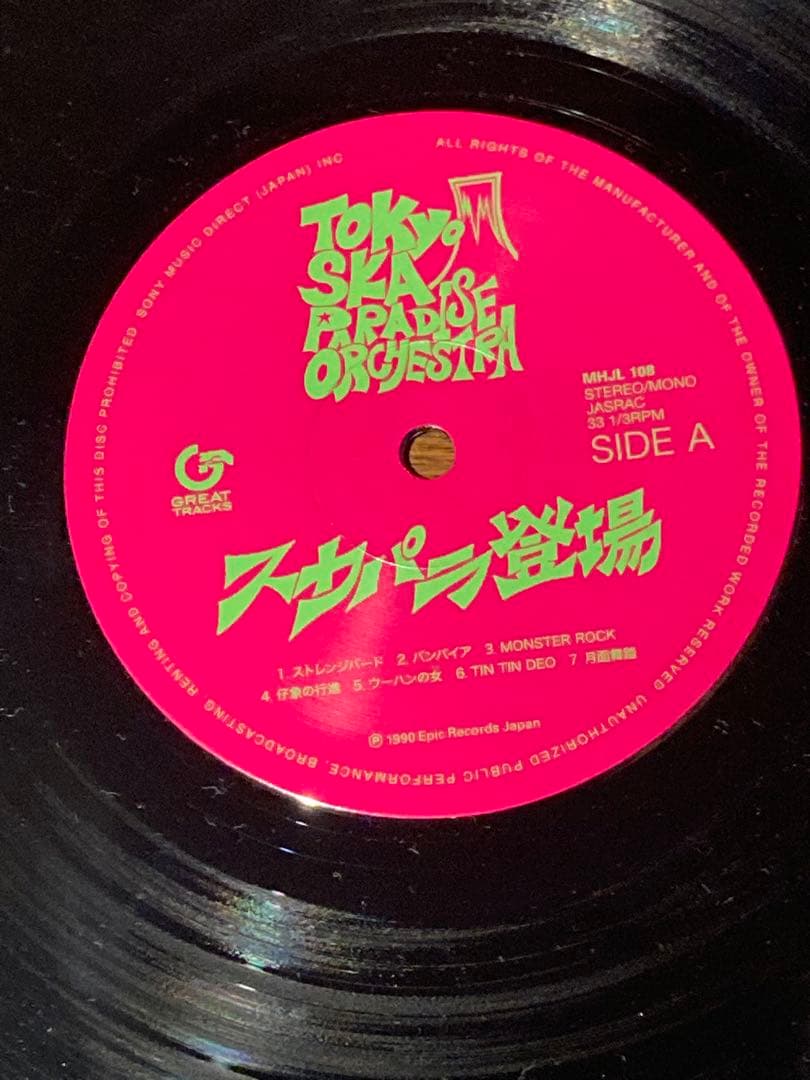 TOKYO
SKA
PARADISE
ORCHESTRA
MHJL 108
STEREO/MONO
JASRAC
33 1/3RPM
SIDE A
GREAT
TRACKS
スカパラ登場
1. ストレンジバード 2. バンパイア 3. MONSTER ROCK
4. 仔象の行進 5. ウーハンの女 6. TIN TIN DEO 7 月面舞踏
Ⓟ 1990 Epic Records Japan
ALL RIGHTS OF THE MANUFACTURER AND OF THE OWNER OF THE RECORDED WORK RESERVED UNAUTHORIZED PUBLIC PERFORMANCE, BROADCASTING RENTING AND COPYING OF THIS DISC PROHIBITED SONY MUSIC DIRECT (JAPAN) INC